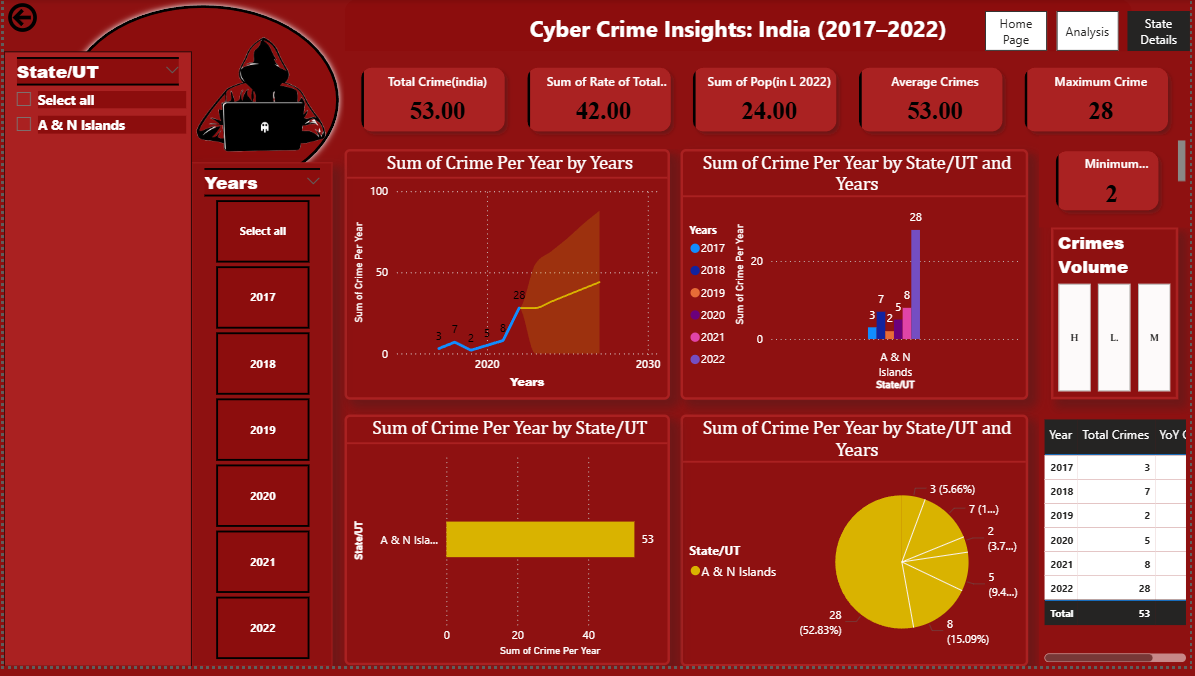 Cyber Crime Insights: India (2017–2022)
Home
Page
Analysis
State
Details
State/UT
Select all
A & N Islands
Years
Select all
2017
2018
2019
2020
2021
2022
Total Crime(india)
53.00
Sum of Rate of Total..
42.00
Sum of Pop(in L 2022)
24.00
Average Crimes
53.00
Maximum Crime
28
Minimum...
2
Sum of Crime Per Year by Years
Sum of Crime Per Year
100
50
0
3
7
2
5
8
28
2020
2030
Years
Sum of Crime Per Year by State/UT and
Years
Years
2017
2018
2019
2020
2021
2022
Sum of Crime Per Year
20
0
3
7
2
5
8
28
A & N
Islands
State/UT
Crimes
Volume
H
L.
M
Sum of Crime Per Year by State/UT
State/UT
A & N Isla...
53
0
20
40
Sum of Crime Per Year
Sum of Crime Per Year by State/UT and
Years
State/UT
A & N Islands
3 (5.66%)
7 (1...)
2
(3.7...)
5
(9.4...)
8
(15.09%)
28
(52.83%)
Year Total Crimes YoY
2017 3
2018 7
2019 2
2020 5
2021 8
2022 28
Total 53